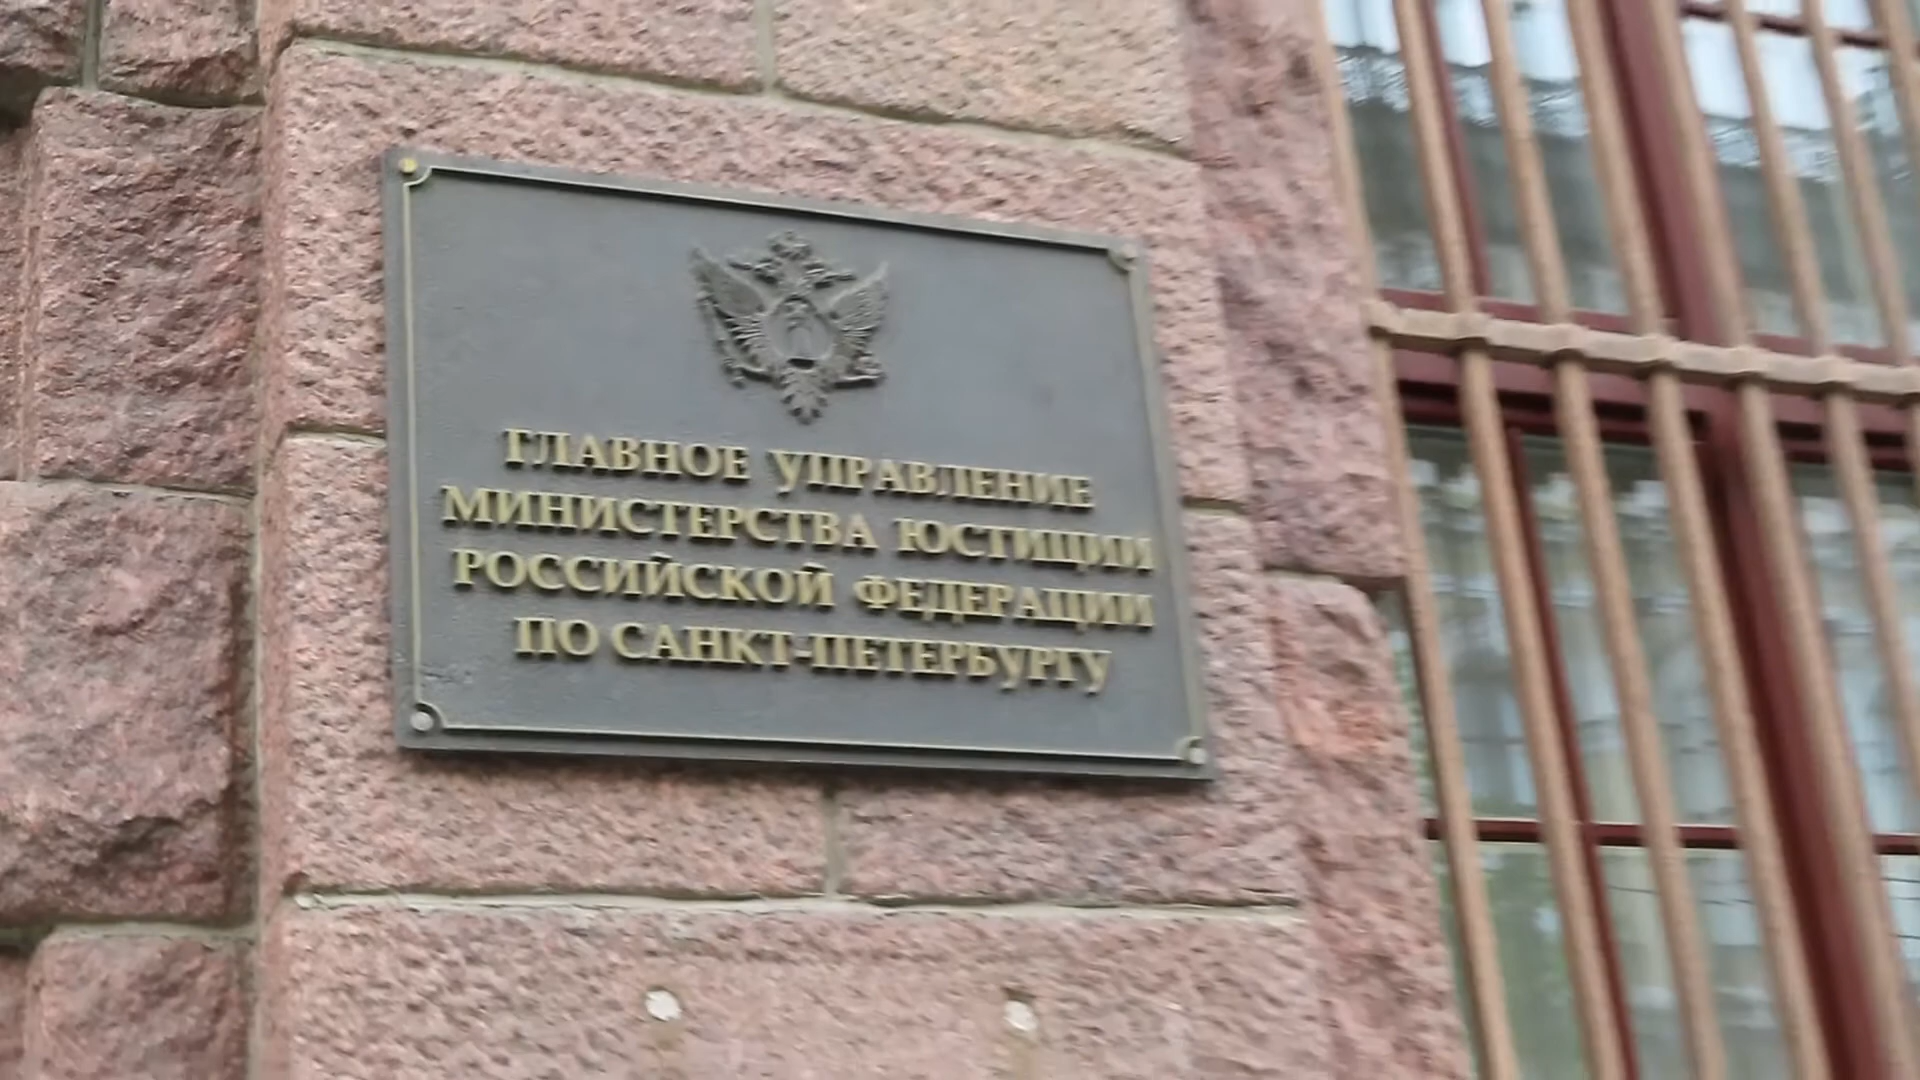 ГЛАВНОЕ УПРАВЛЕНИЕ
МИНИСТЕРСТВА ЮСТИЦИИ
РОССИЙСКОЙ ФЕДЕРАЦИИ
ПО САНКТ-ПЕТЕРБУРГУ